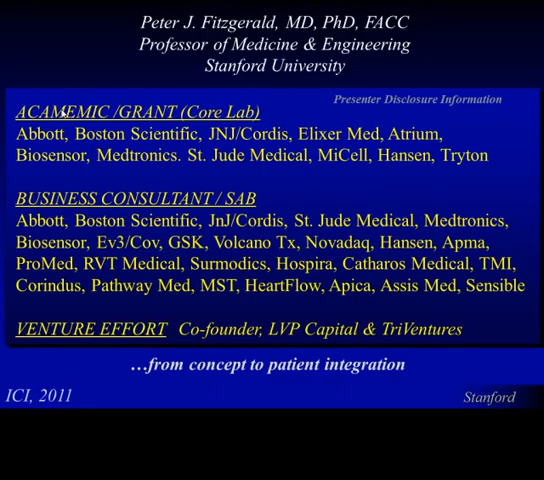 Peter J. Fitzgerald, MD, PhD, FACC
Professor of Medicine & Engineering
Stanford University
Presenter Disclosure Information
ACAMEMIC /GRANT (Core Lab)
Abbott, Boston Scientific, JNJ/Cordis, Elixer Med, Atrium,
Biosensor, Medtronics. St. Jude Medical, MiCell, Hansen, Tryton
BUSINESS CONSULTANT / SAB
Abbott, Boston Scientific, JnJ/Cordis, St. Jude Medical, Medtronics,
Biosensor, Ev3/Cov, GSK, Volcano Tx, Novadaq, Hansen, Apma,
ProMed, RVT Medical, Surmodics, Hospira, Catharos Medical, TMI,
Corindus, Pathway Med, MST, HeartFlow, Apica, Assis Med, Sensible
VENTURE EFFORT Co-founder, LVP Capital & TriVentures
…from concept to patient integration
ICI, 2011
Stanford